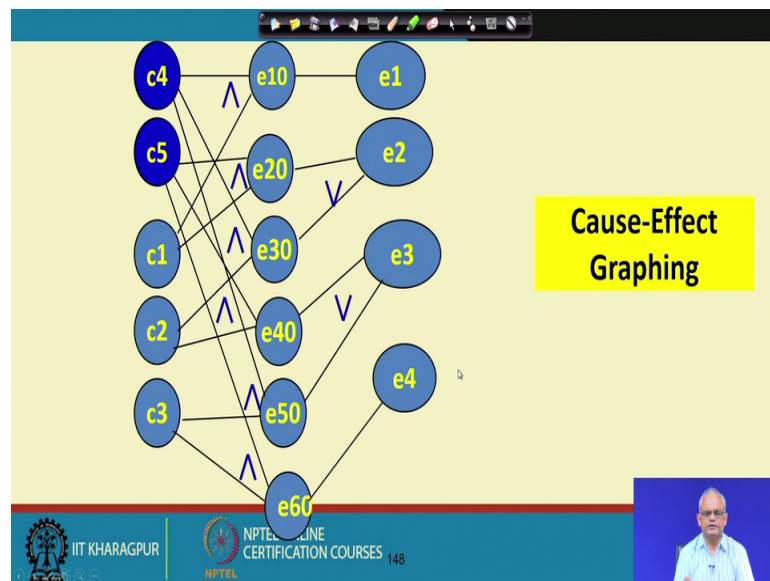 c4
e10
e1
Λ
c5
e20
e2
Λ
V
c1
e30
e3
Λ
c2
e40
V
Λ
c3
e50
e4
Λ
e60
Λ
Cause-Effect
Graphing
IIT KHARAGPUR
NPTEL
NPTEL ONLINE
CERTIFICATION COURSES
148